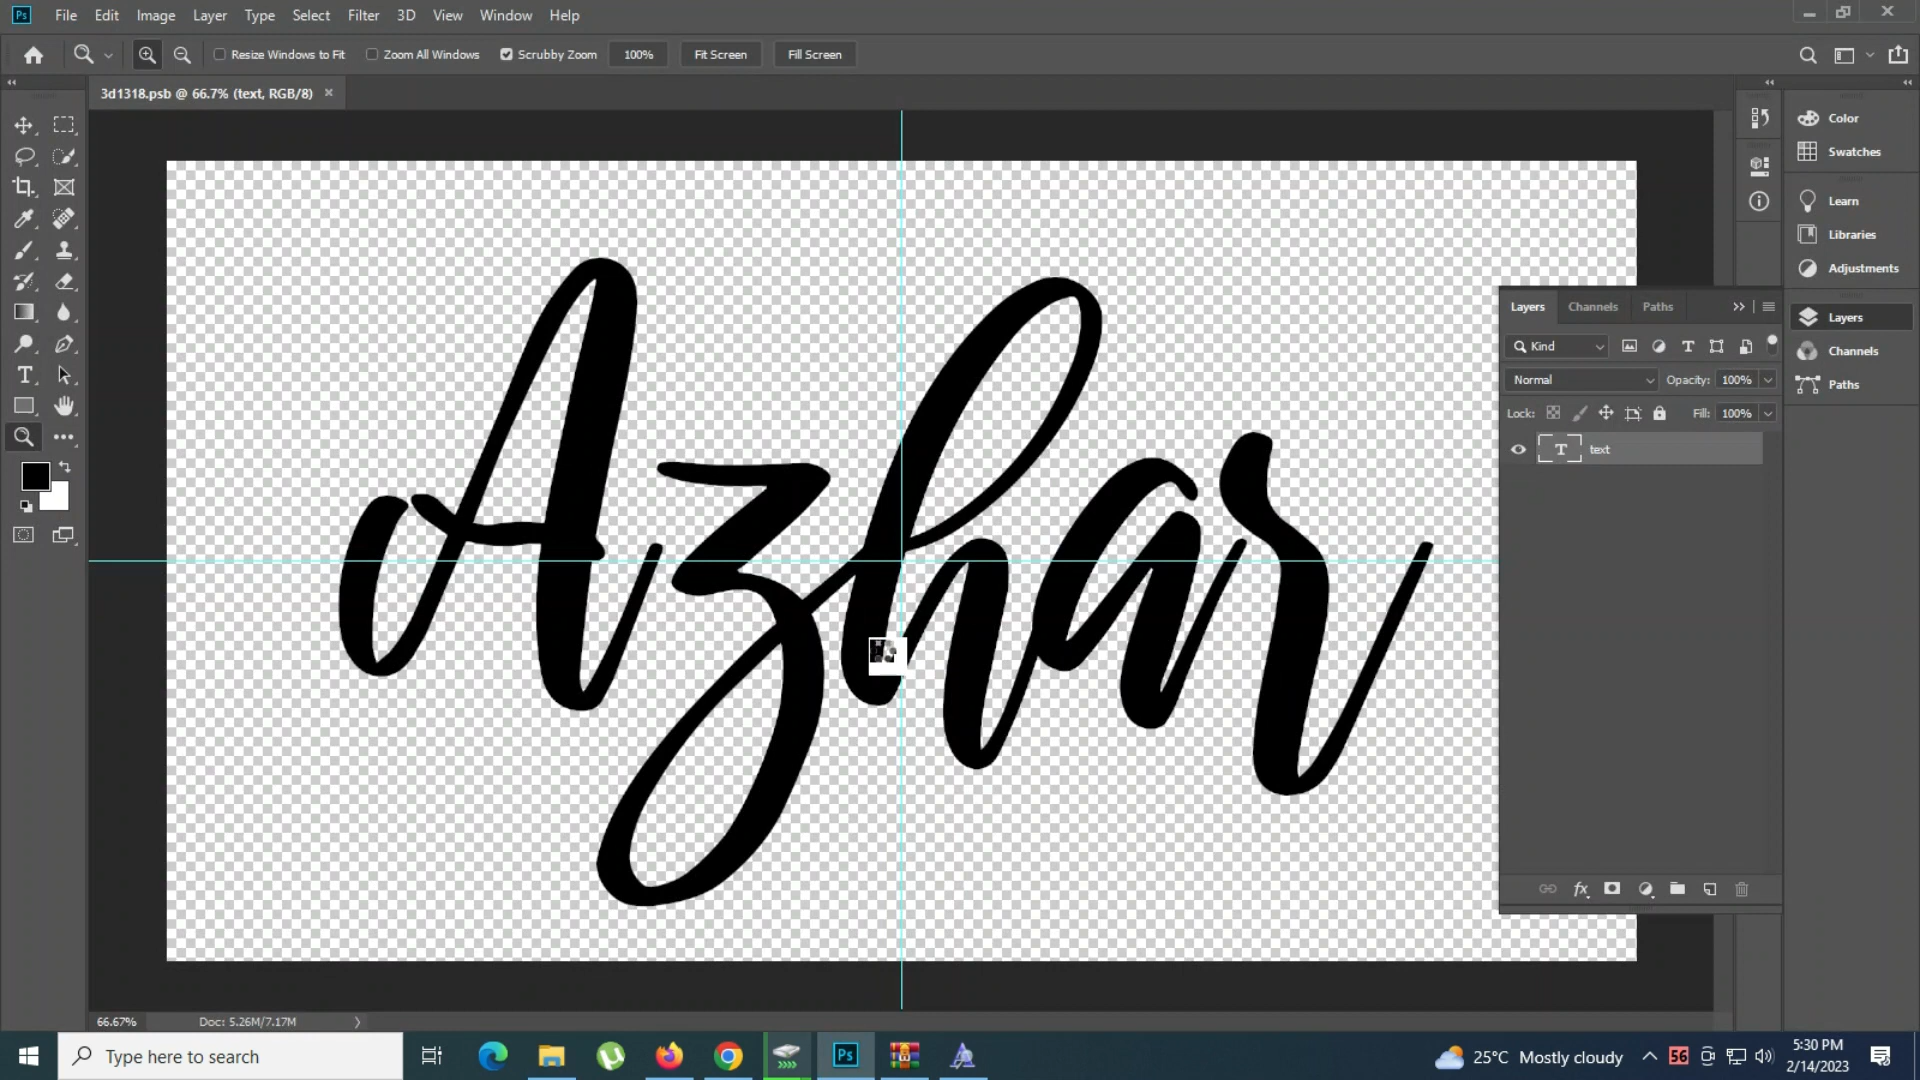 Ps File Edit Image Layer Type Select Filter 3D View Window Help
Resize Windows to Fit Zoom All Windows Scrubby Zoom 100% Fit Screen Fill Screen
3d1318.psb @ 66.7% (text, RGB/8) ×
Color
Swatches
Learn
Libraries
Adjustments
Layers
Channels
Paths
Layers Channels Paths
Kind
Normal Opacity: 100%
Lock: Fill: 100%
T text
Azhar
66.67% Doc: 5.26M/7.17M
Type here to search
Ps
25°C Mostly cloudy
56
5:30 PM
2/14/2023